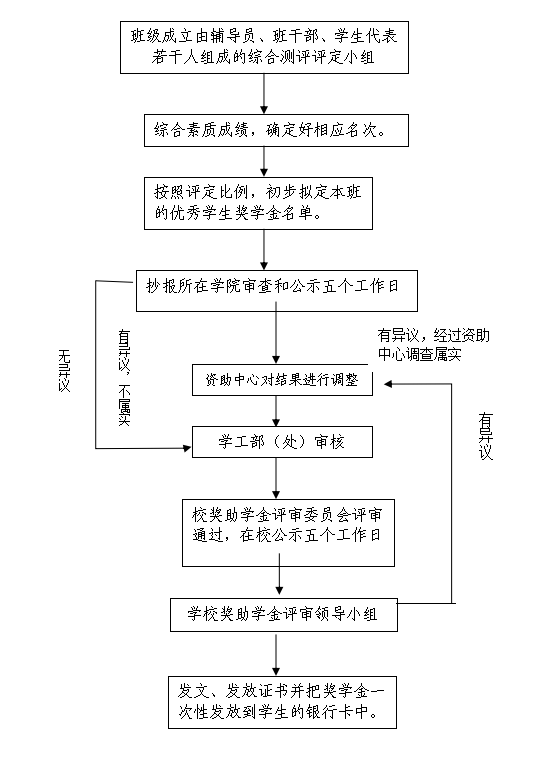 班级成立由辅导员、班干部、学生代表
若干人组成的综合测评评定小组
综合素质成绩，确定好相应名次。
按照评定比例，初步拟定本班
的优秀学生奖学金名单。
抄报所在学院审查和公示五个工作日
无异议
有异议，不属实
有异议，经过资助
中心调查属实
资助中心对结果进行调整
有异议
学工部（处）审核
校奖助学金评审委员会评审
通过，在校公示五个工作日
学校奖助学金评审领导小组
发文、发放证书并把奖学金一
次性发放到学生的银行卡中。